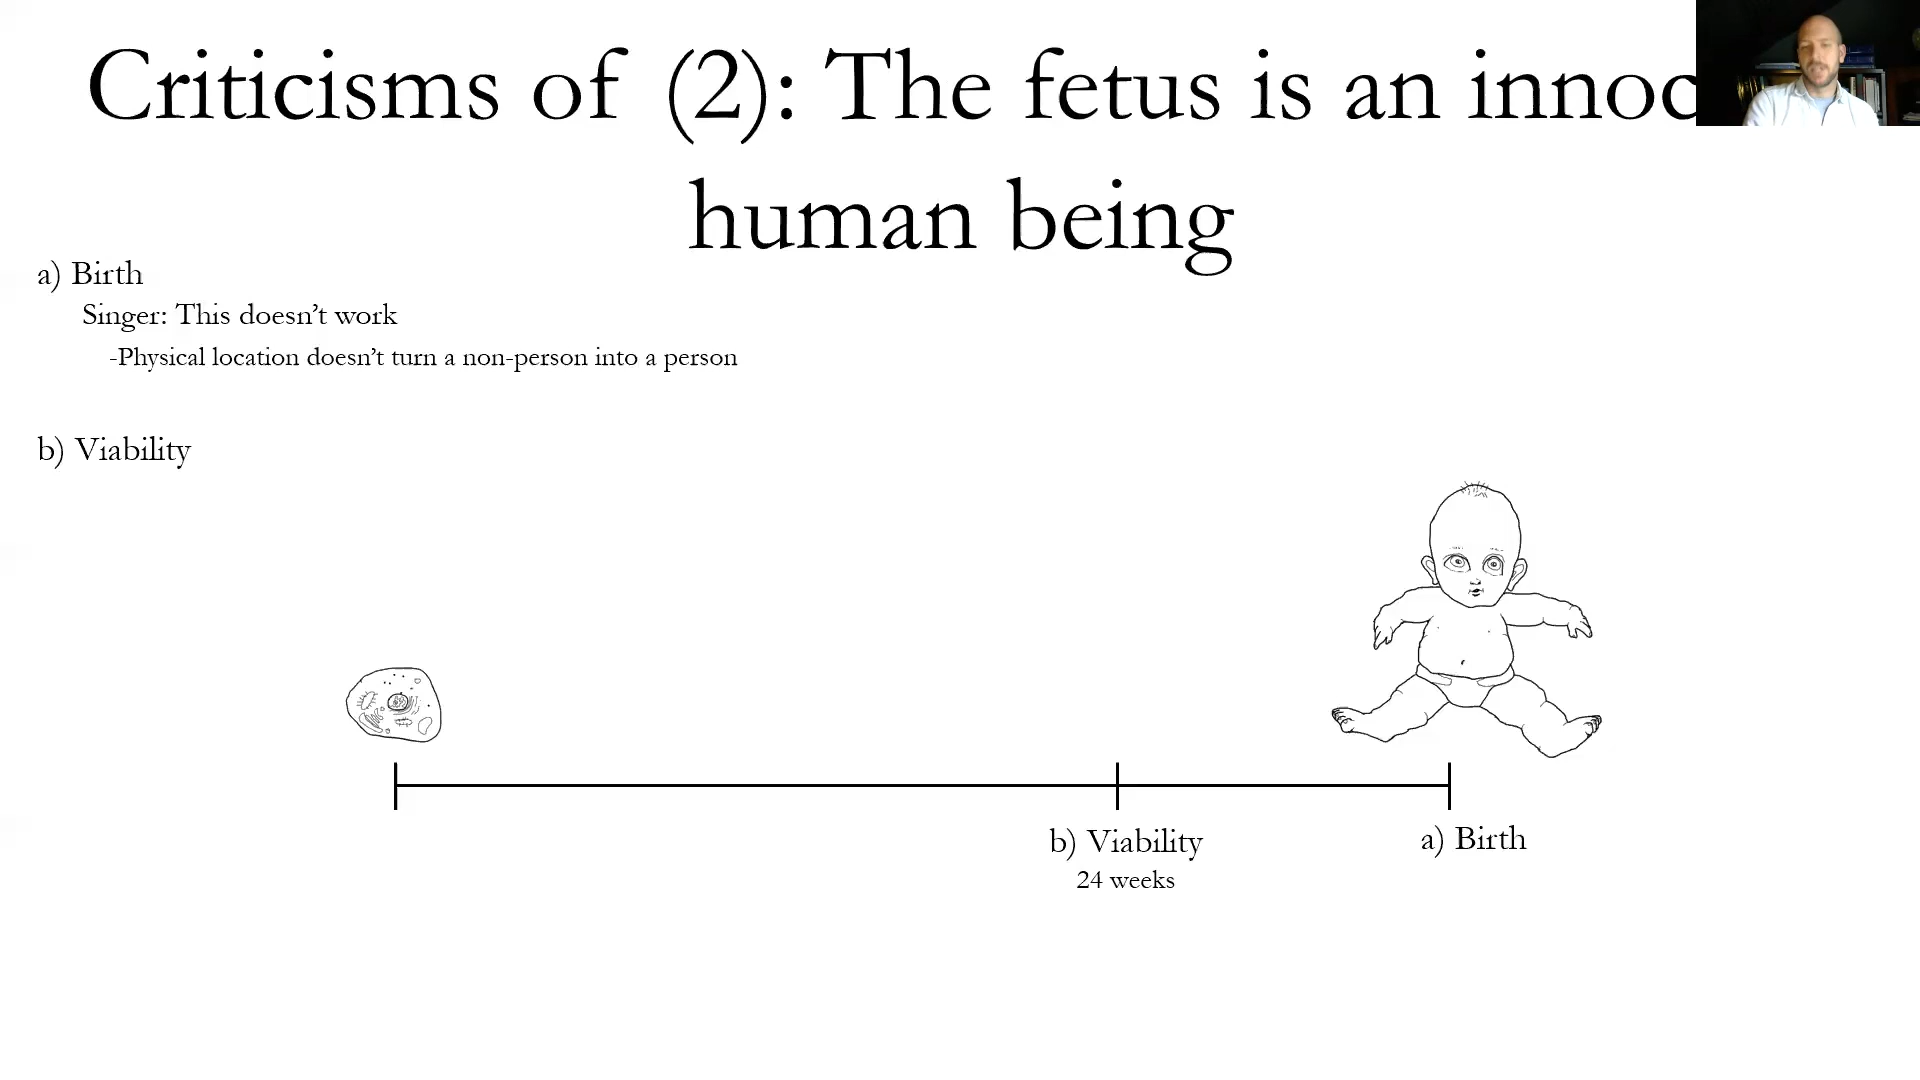 Criticisms of (2): The fetus is an
human being
a) Birth
Singer: This doesn’t work
-Physical location doesn’t turn a non-person into a person
b) Viability
b) Viability
a) Birth
24 weeks